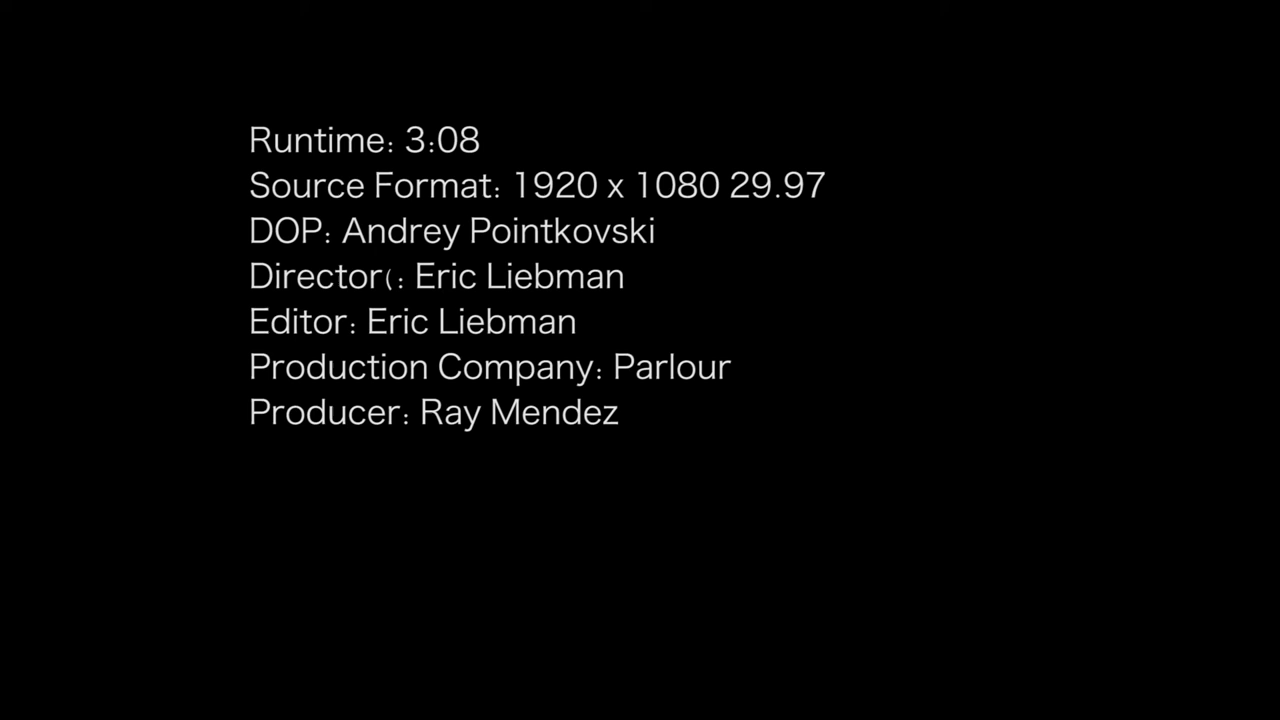 Runtime: 3:08
Source Format: 1920 x 1080 29.97
DOP: Andrey Pointkovski
Director(: Eric Liebman
Editor: Eric Liebman
Production Company: Parlour
Producer: Ray Mendez